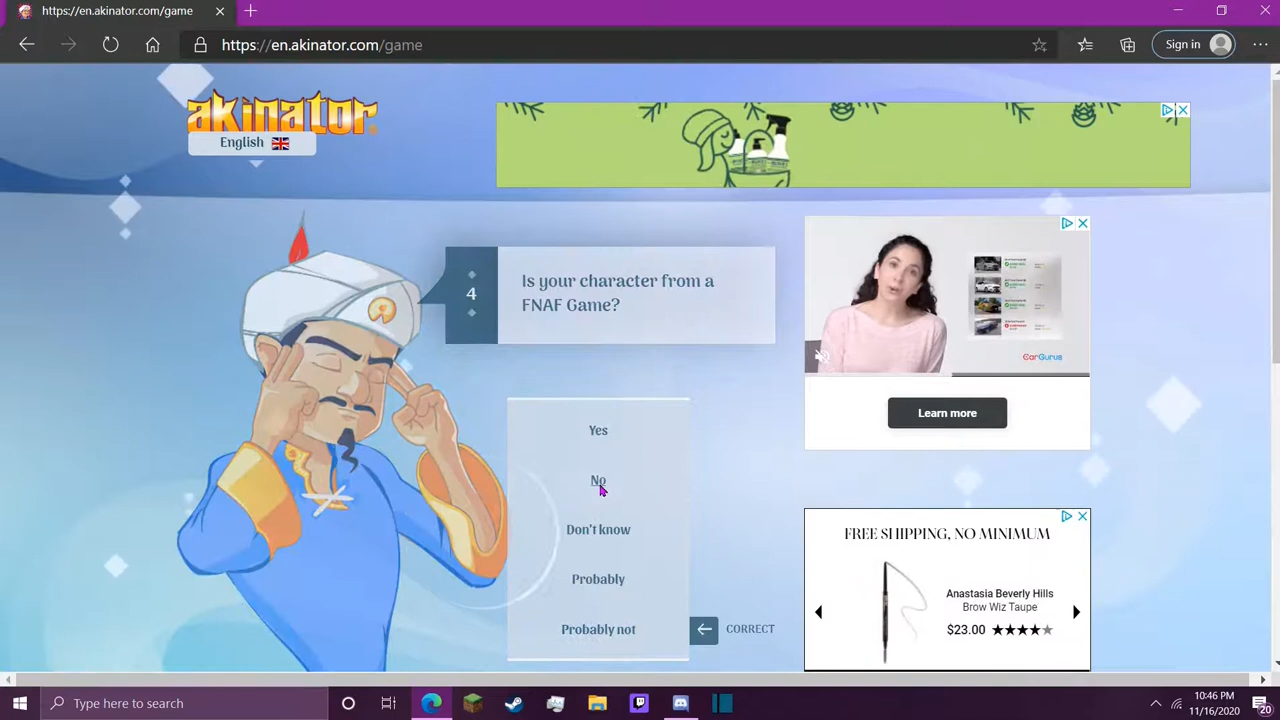 https://en.akinator.com/game
https://en.akinator.com/game
Sign in
akinator
English
4
Is your character from a
FNAF Game?
Yes
No
Don't know
Probably
Probably not
CORRECT
CarGurus
Learn more
FREE SHIPPING, NO MINIMUM
Anastasia Beverly Hills
Brow Wiz Taupe
$23.00
Type here to search
10:46 PM
11/16/2020
20